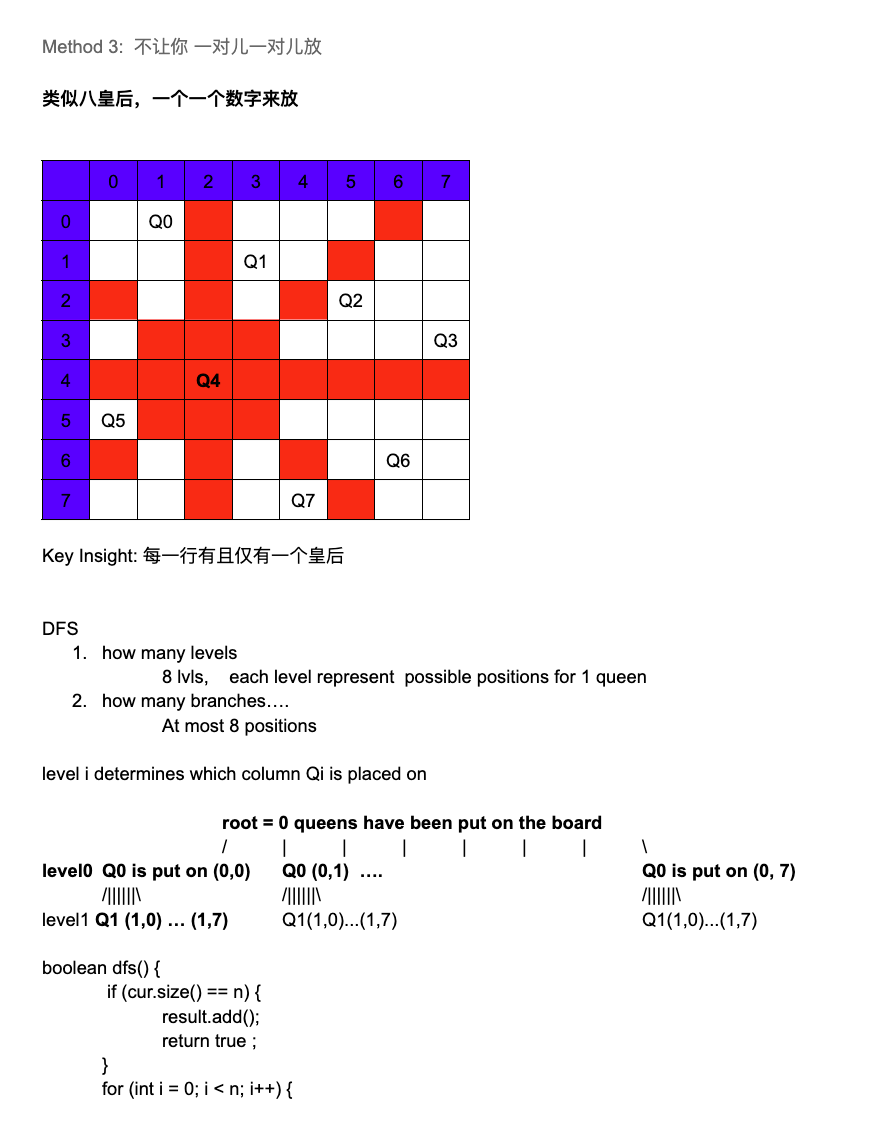 Method 3:  不让你 一对儿一对儿放
类似八皇后，一个一个数字来放
0 1 2 3 4 5 6 7
0 Q0
1 Q1
2 Q2
3 Q3
4 Q4
5 Q5
6 Q6
7 Q7
Key Insight: 每一行有且仅有一个皇后
DFS
1. how many levels
8 lvls,    each level represent  possible positions for 1 queen
2. how many branches….
At most 8 positions
level i determines which column Qi is placed on
root = 0 queens have been put on the board
/ | | | | | | \
level0  Q0 is put on (0,0) Q0 (0,1)  …. Q0 is put on (0, 7)
/||||||\ /||||||\ /||||||\
level1 Q1 (1,0) … (1,7) Q1(1,0)...(1,7) Q1(1,0)...(1,7)
boolean dfs() {
if (cur.size() == n) {
result.add();
return true ;
}
for (int i = 0; i < n; i++) {